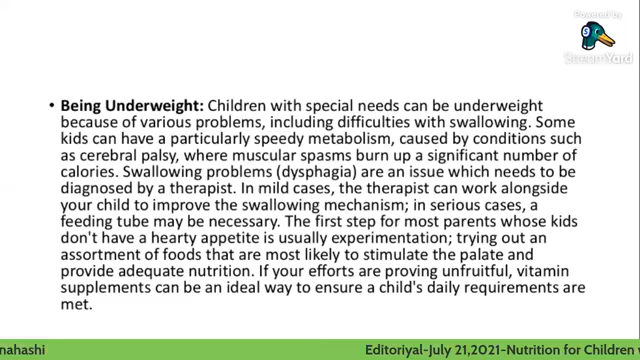 Powered by
StreamYard
• Being Underweight: Children with special needs can be underweight
because of various problems, including difficulties with swallowing. Some
kids can have a particularly speedy metabolism, caused by conditions such
as cerebral palsy, where muscular spasms burn up a significant number of
calories. Swallowing problems (dysphagia) are an issue which needs to be
diagnosed by a therapist. In mild cases, the therapist can work alongside
your child to improve the swallowing mechanism; in serious cases, a
feeding tube may be necessary. The first step for most parents whose kids
don't have a hearty appetite is usually experimentation; trying out an
assortment of foods that are most likely to stimulate the palate and
provide adequate nutrition. If your efforts are proving unfruitful, vitamin
supplements can be an ideal way to ensure a child's daily requirements are
met.
nahashi
Editoriyal-July 21,2021-Nutrition for Children